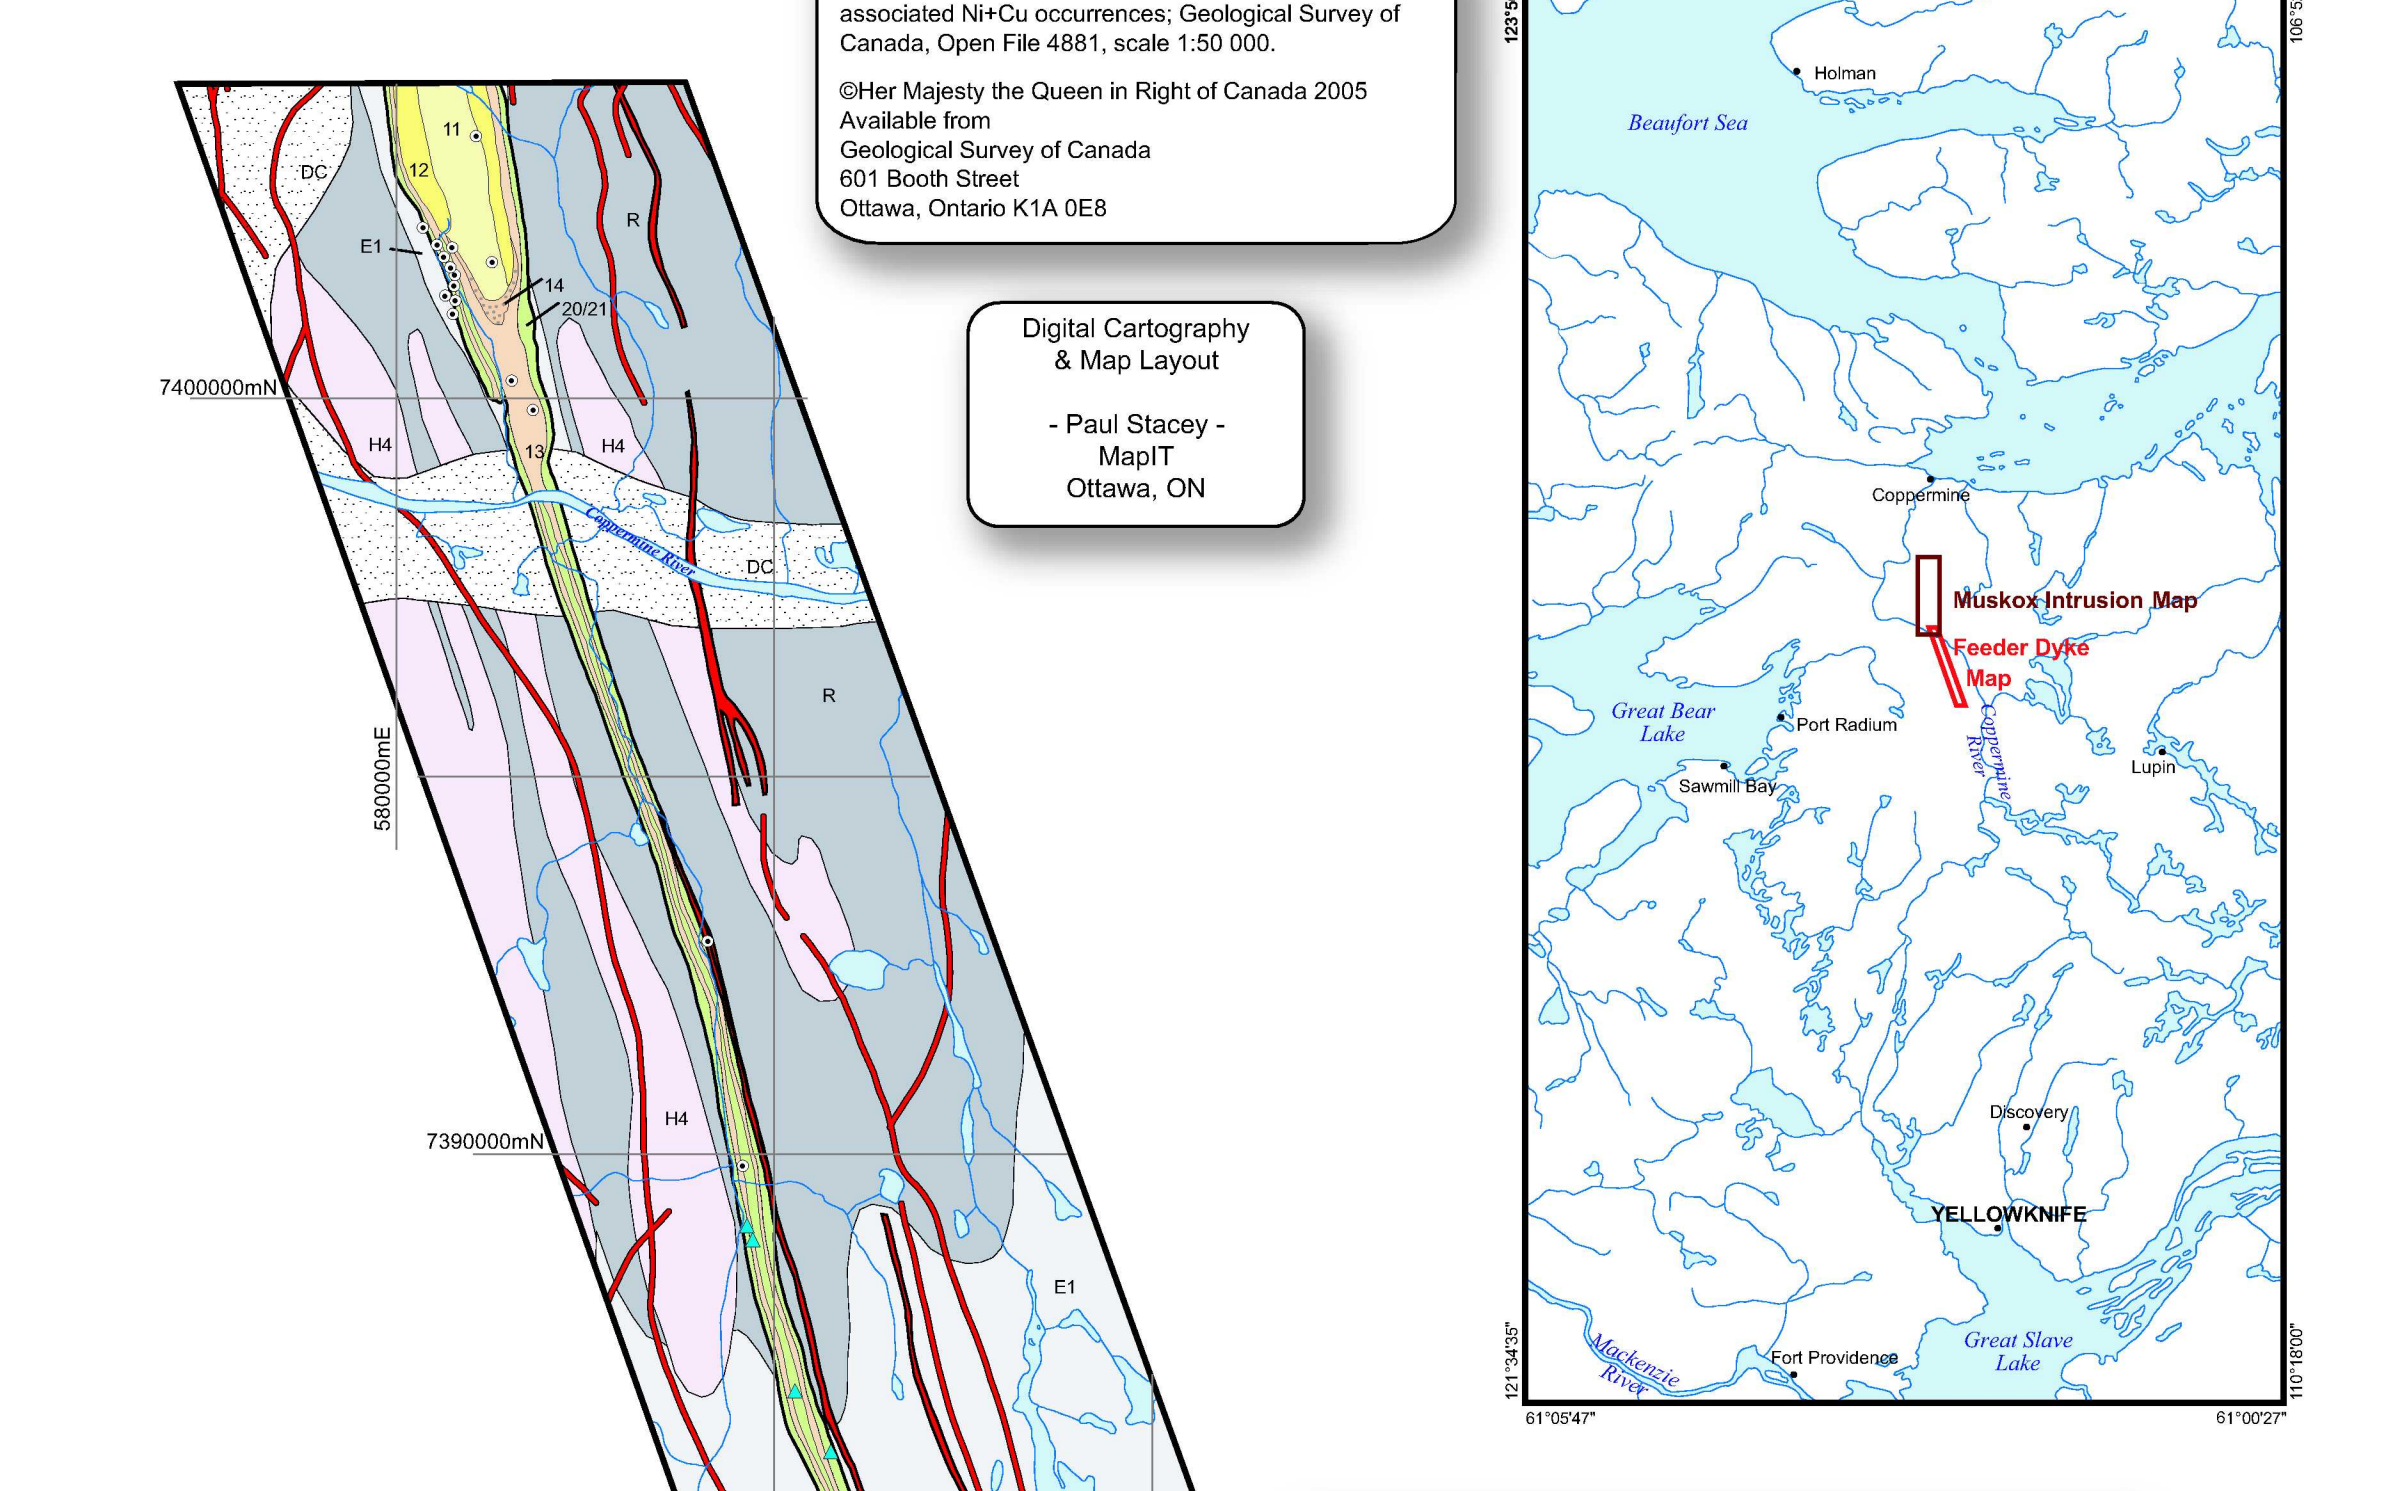 associated Ni+Cu occurrences; Geological Survey of
Canada, Open File 4881, scale 1:50 000.
©Her Majesty the Queen in Right of Canada 2005
Available from
Geological Survey of Canada
601 Booth Street
Ottawa, Ontario K1A 0E8
Digital Cartography
& Map Layout
- Paul Stacey -
MapIT
Ottawa, ON
11
DC
12
R
E1
14
20/21
7400000mN
H4
H4
13
Coppermine River
DC
R
580000mE
H4
7390000mN
E1
Holman
Beaufort Sea
Coppermine
Muskox Intrusion Map
Feeder Dyke
Map
Great Bear
Lake
Port Radium
Coppermine
River
Sawmill Bay
Lupin
Discovery
YELLOWKNIFE
Great Slave
Lake
Fort Providence
Mackenzie
River
121°34'35"
110°18'00"
61°05'47"
61°00'27"